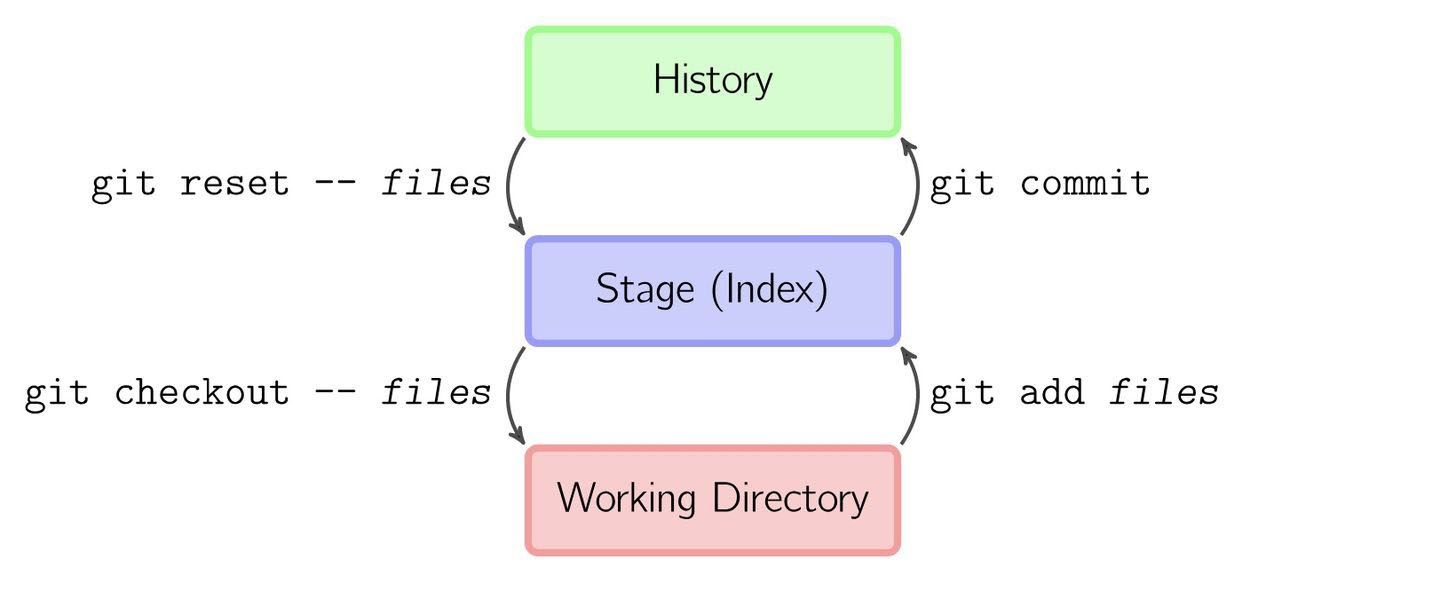 History
git reset -- files
git commit
Stage (Index)
git checkout -- files
git add files
Working Directory